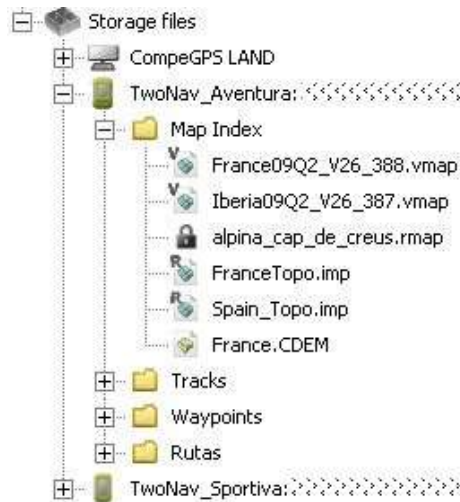 Storage files
CompeGPS LAND
TwoNav_Aventura:
Map Index
France09Q2_V26_388.vmap
Iberia09Q2_V26_387.vmap
alpina_cap_de_creus.rmap
FranceTopo.imp
Spain_Topo.imp
France.CDEM
Tracks
Waypoints
Rutas
TwoNav_Sportiva: